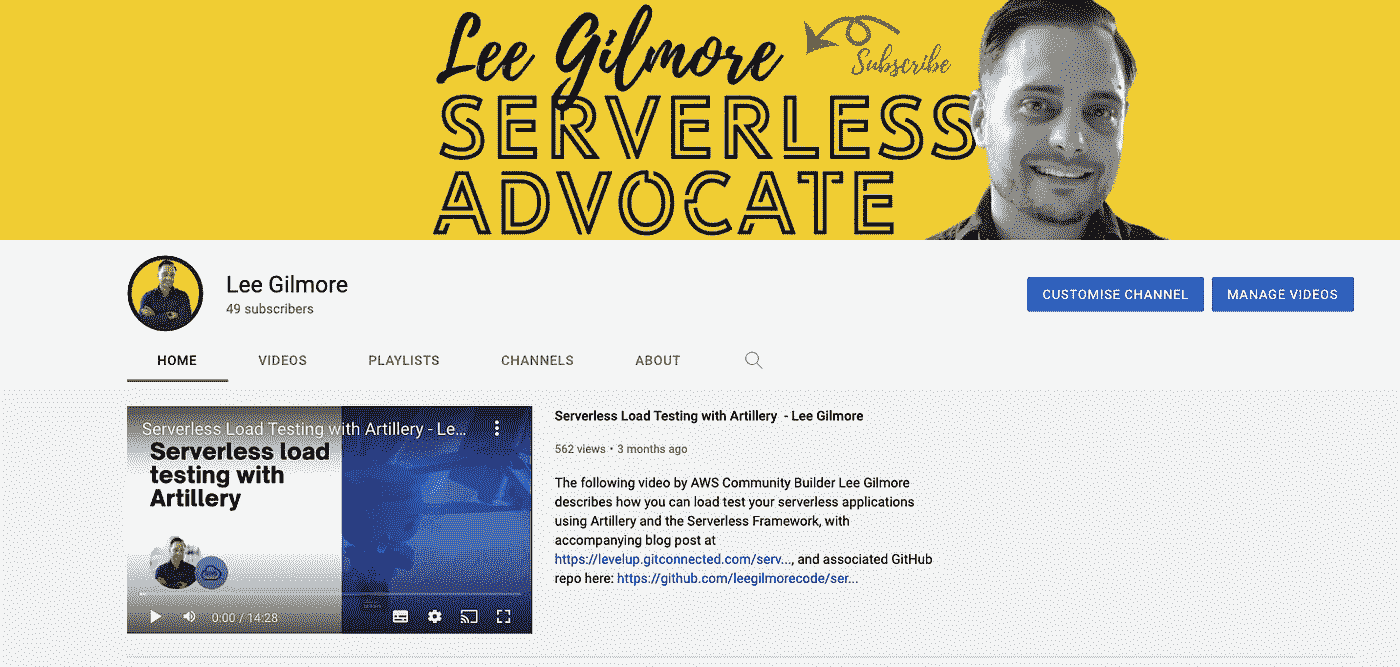 Lee Gilmore
Subscribe
SERVERLESS
ADVOCATE
Lee Gilmore
49 subscribers
CUSTOMISE CHANNEL
MANAGE VIDEOS
HOME
VIDEOS
PLAYLISTS
CHANNELS
ABOUT
Serverless Load Testing with Artillery - Le...
Serverless load
testing with
Artillery
0:00 / 14:28
Serverless Load Testing with Artillery - Lee Gilmore
562 views • 3 months ago
The following video by AWS Community Builder Lee Gilmore
describes how you can load test your serverless applications
using Artillery and the Serverless Framework, with
accompanying blog post at
https://levelup.gitconnected.com/serv..., and associated GitHub
repo here: https://github.com/leegilmorecode/ser...